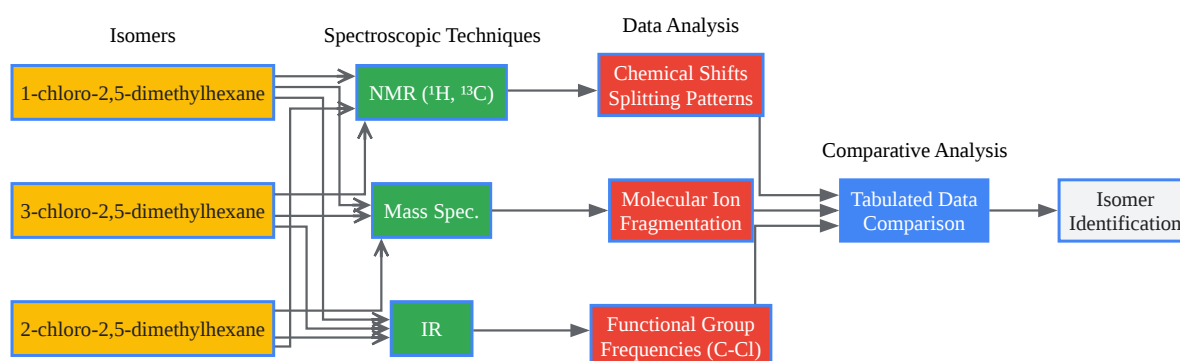 Isomers
Spectroscopic Techniques
Data Analysis
1-chloro-2,5-dimethylhexane
NMR (¹H, ¹³C)
Chemical Shifts
Splitting Patterns
Comparative Analysis
3-chloro-2,5-dimethylhexane
Mass Spec.
Molecular Ion
Fragmentation
Tabulated Data
Comparison
Isomer
Identification
2-chloro-2,5-dimethylhexane
IR
Functional Group
Frequencies (C-Cl)